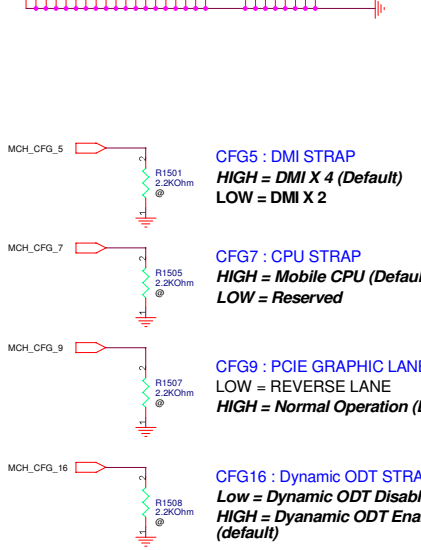 MCH_CFG_5
2
R1501
2.2KOhm
@
1
CFG5 : DMI STRAP
HIGH = DMI X 4 (Default)
LOW = DMI X 2
MCH_CFG_7
2
R1505
2.2KOhm
@
1
CFG7 : CPU STRAP
HIGH = Mobile CPU (Defaul
LOW = Reserved
MCH_CFG_9
2
R1507
2.2KOhm
@
1
CFG9 : PCIE GRAPHIC LANE
LOW = REVERSE LANE
HIGH = Normal Operation (
MCH_CFG_16
2
R1508
2.2KOhm
@
1
CFG16 : Dynamic ODT STRA
Low = Dynamic ODT Disabl
HIGH = Dyanamic ODT Ena
(default)